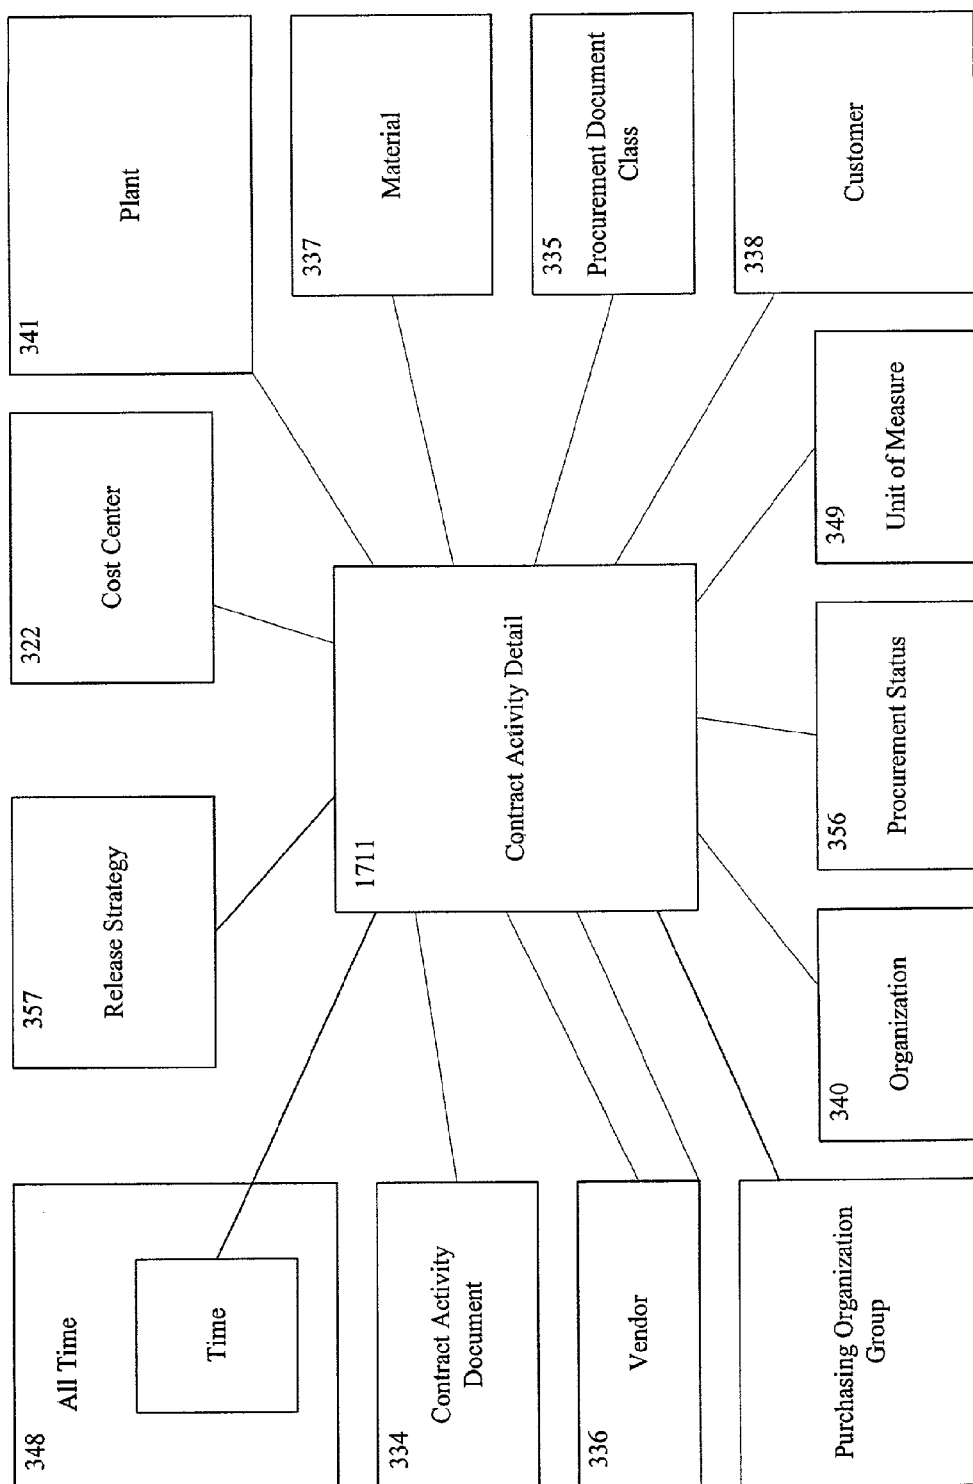 348
All Time
Time
357
Release Strategy
322
Cost Center
341
Plant
334
Contract Activity
Document
1711
Contract Activity Detail
337
Material
336
Vendor
335
Procurement Document
Class
Purchasing Organization
Group
340
Organization
356
Procurement Status
349
Unit of Measure
338
Customer